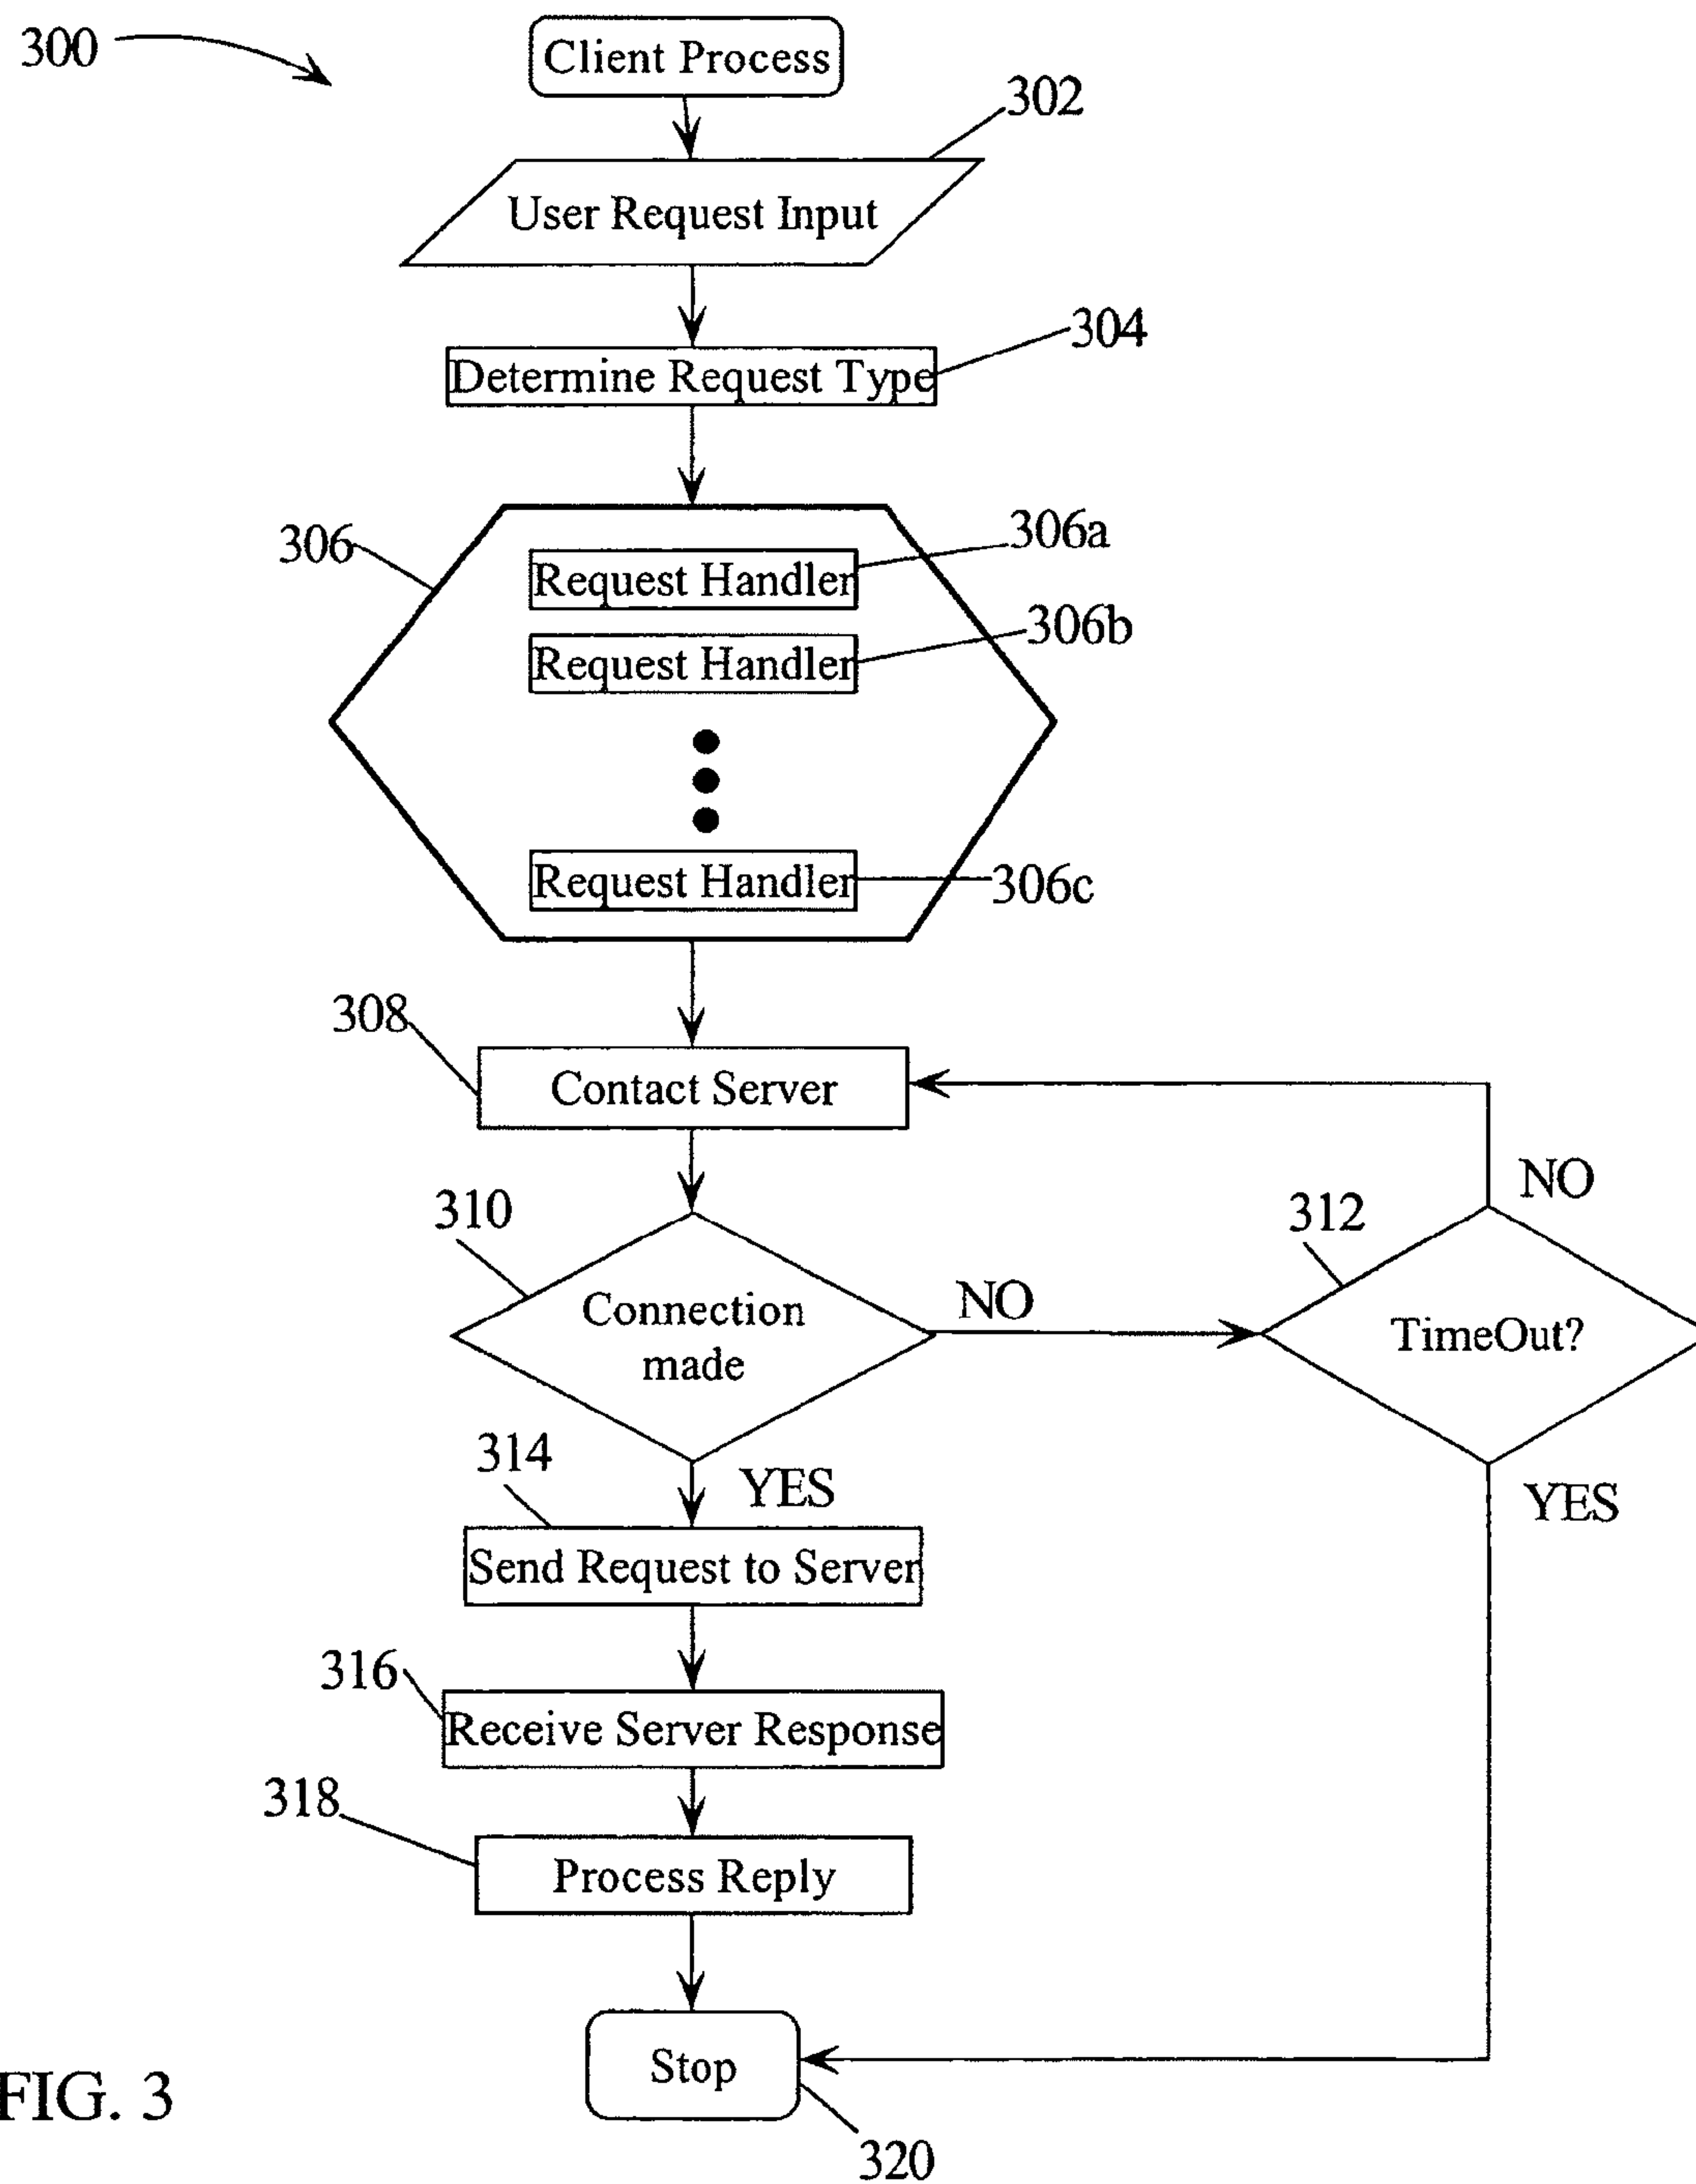 300
Client Process
302
User Request Input
304
Determine Request Type
306
306a
Request Handler
306b
Request Handler
Request Handler
306c
308
Contact Server
310
Connection
made
NO
312
NO
TimeOut?
YES
314
YES
Send Request to Server
316
Receive Server Response
318
Process Reply
Stop
320
FIG. 3